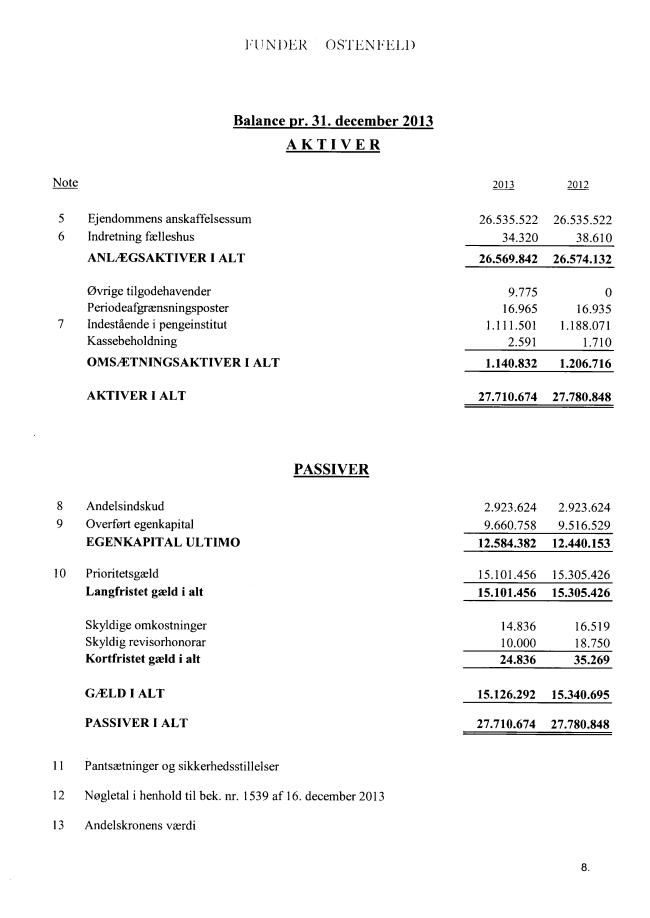 FUNDER OSTENFELD
Balance pr. 31. december 2013
AKTIVER
Note 2013 2012
5 Ejendommens anskaffelsessum 26.535.522 26.535.522
6 Indretning fælleshus 34.320 38.610
ANLÆGSAKTIVER I ALT 26.569.842 26.574.132
Øvrige tilgodehavender 9.775 0
Periodeafgrænsningsposter 16.965 16.935
7 Indestående i pengeinstitut 1.111.501 1.188.071
Kassebeholdning 2.591 1.710
OMSÆTNINGSAKTIVER I ALT 1.140.832 1.206.716
AKTIVER I ALT 27.710.674 27.780.848
PASSIVER
8 Andelsindskud 2.923.624 2.923.624
9 Overført egenkapital 9.660.758 9.516.529
EGENKAPITAL ULTIMO 12.584.382 12.440.153
10 Prioritetsgæld 15.101.456 15.305.426
Langfristet gæld i alt 15.101.456 15.305.426
Skyldige omkostninger 14.836 16.519
Skyldig revisorhonorar 10.000 18.750
Kortfristet gæld i alt 24.836 35.269
GÆLD I ALT 15.126.292 15.340.695
PASSIVER I ALT 27.710.674 27.780.848
11 Pantsætninger og sikkerhedsstillelser
12 Nøgletal i henhold til bek. nr. 1539 af 16. december 2013
13 Andelskronens værdi
8.